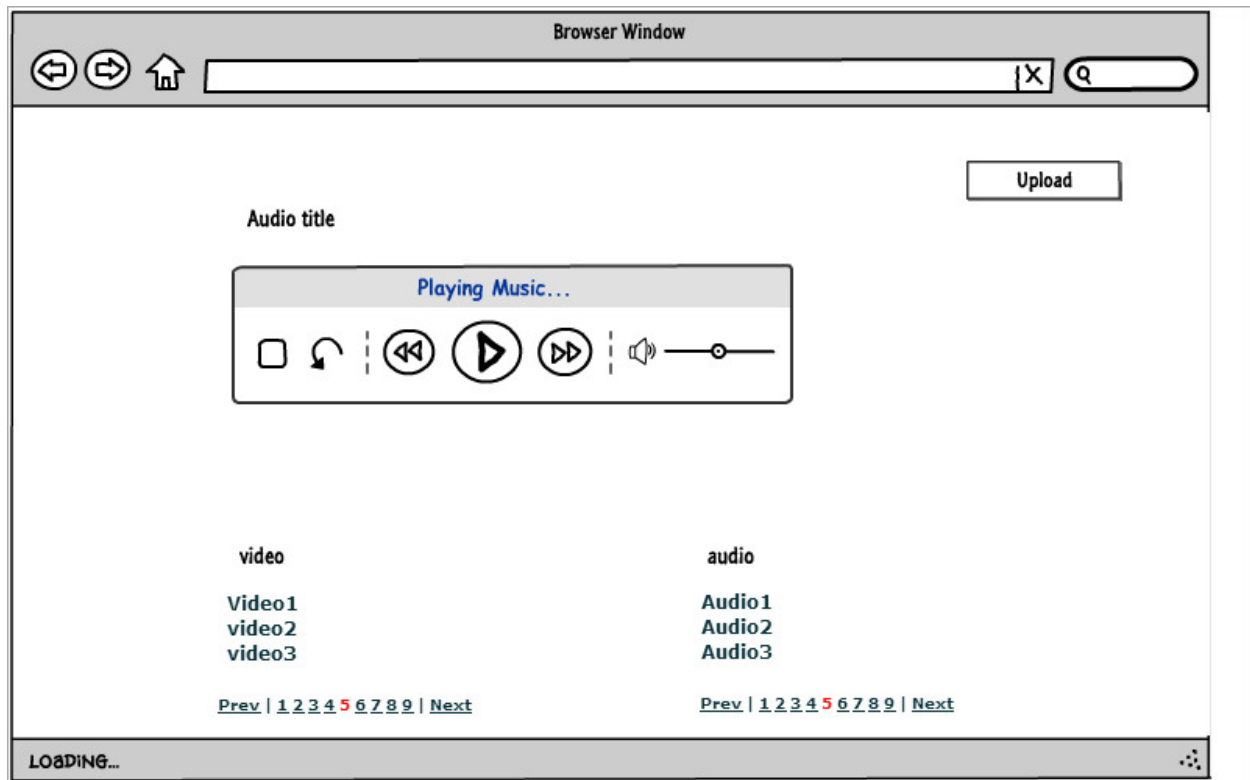 Browser Window
Upload
Audio title
Playing Music...
video
Video1
video2
video3
Prev | 1 2 3 4 5 6 7 8 9 | Next
audio
Audio1
Audio2
Audio3
Prev | 1 2 3 4 5 6 7 8 9 | Next
LOADING...